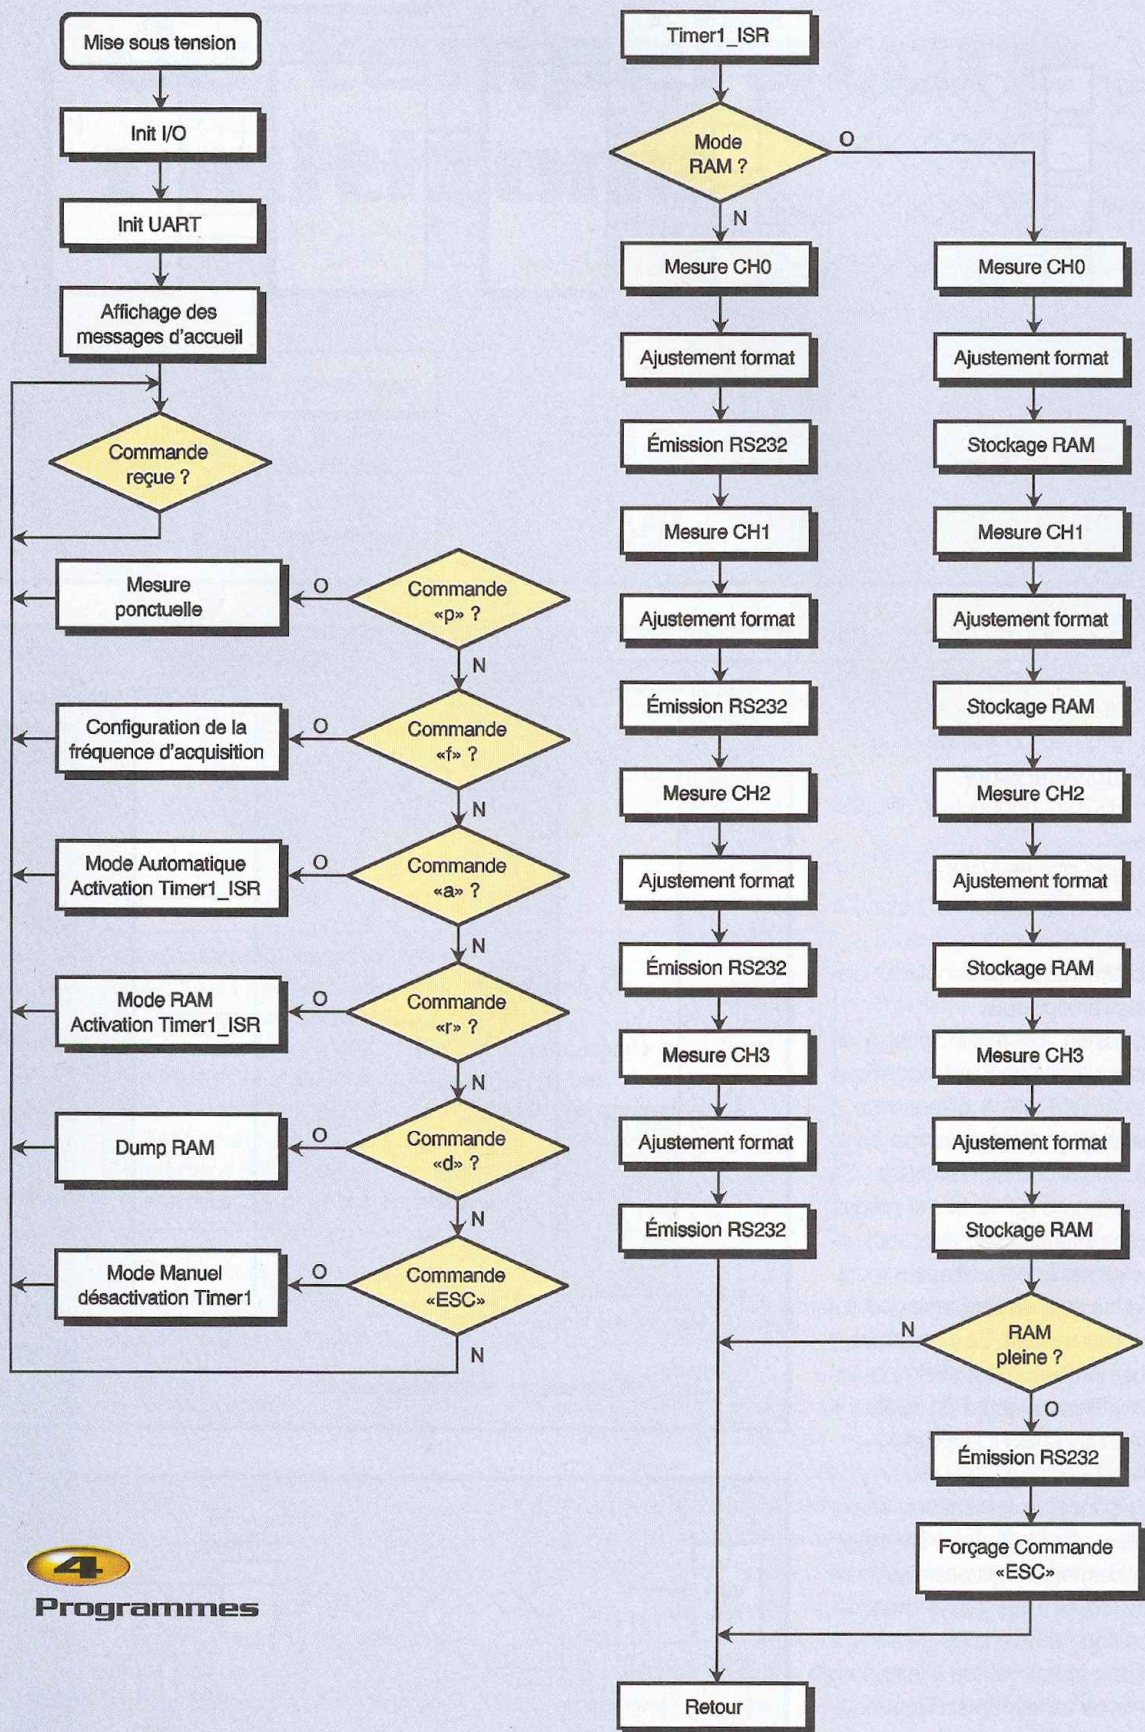 Mise sous tension
Init I/O
Init UART
Affichage des
messages d'accueil
Commande
reçue ?
Mesure
ponctuelle
O
Commande
«p» ?
N
Configuration de la
fréquence d'acquisition
O
Commande
«f» ?
N
Mode Automatique
Activation Timer1_ISR
O
Commande
«a» ?
N
Mode RAM
Activation Timer1_ISR
O
Commande
«r» ?
N
Dump RAM
O
Commande
«d» ?
N
Mode Manuel
désactivation Timer1
O
Commande
«ESC»
N
Timer1_ISR
Mode
RAM ?
O
N
Mesure CH0
Ajustement format
Émission RS232
Mesure CH1
Ajustement format
Émission RS232
Mesure CH2
Ajustement format
Émission RS232
Mesure CH3
Ajustement format
Émission RS232
Mesure CH0
Ajustement format
Stockage RAM
Mesure CH1
Ajustement format
Stockage RAM
Mesure CH2
Ajustement format
Stockage RAM
Mesure CH3
Ajustement format
Stockage RAM
N
RAM
pleine ?
O
Émission RS232
Forçage Commande
«ESC»
Retour
4
Programmes